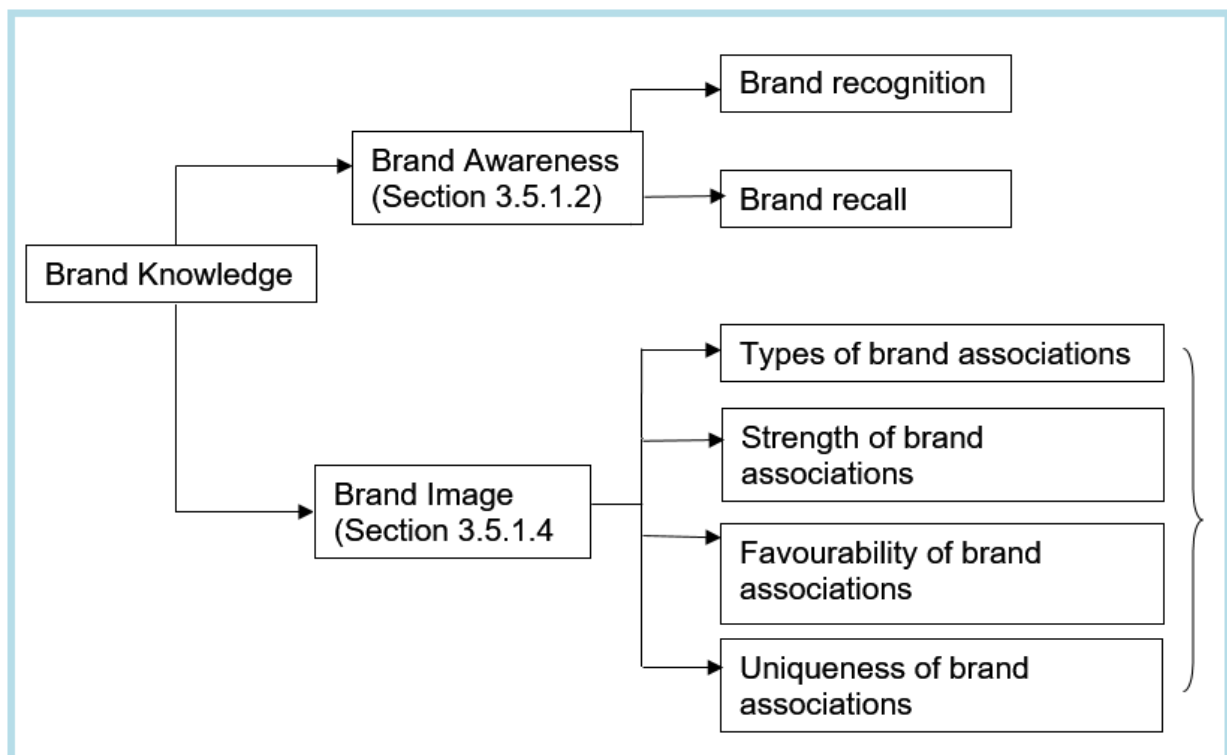 Brand recognition
Brand Awareness
(Section 3.5.1.2)
Brand recall
Brand Knowledge
Types of brand associations
Strength of brand
associations
Brand Image
(Section 3.5.1.4
Favourability of brand
associations
Uniqueness of brand
associations